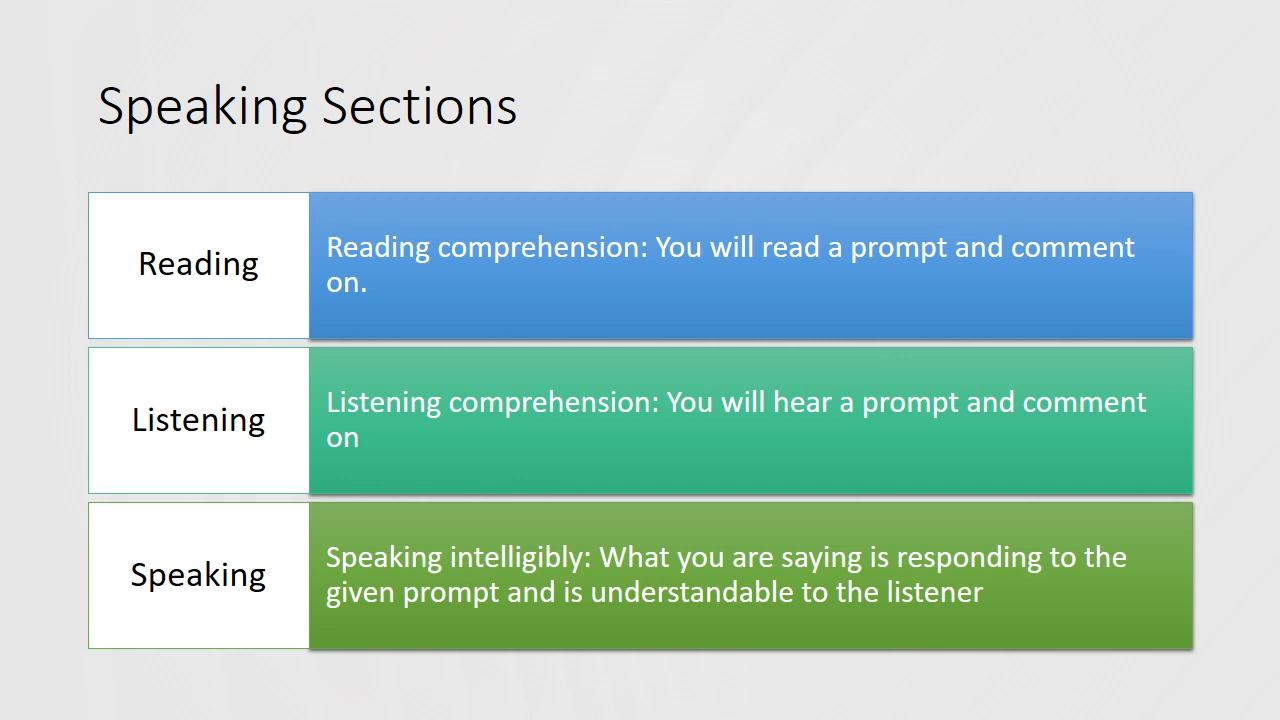 Speaking Sections
Reading
Reading comprehension: You will read a prompt and comment
on.
Listening
Listening comprehension: You will hear a prompt and comment
on
Speaking
Speaking intelligibly: What you are saying is responding to the
given prompt and is understandable to the listener